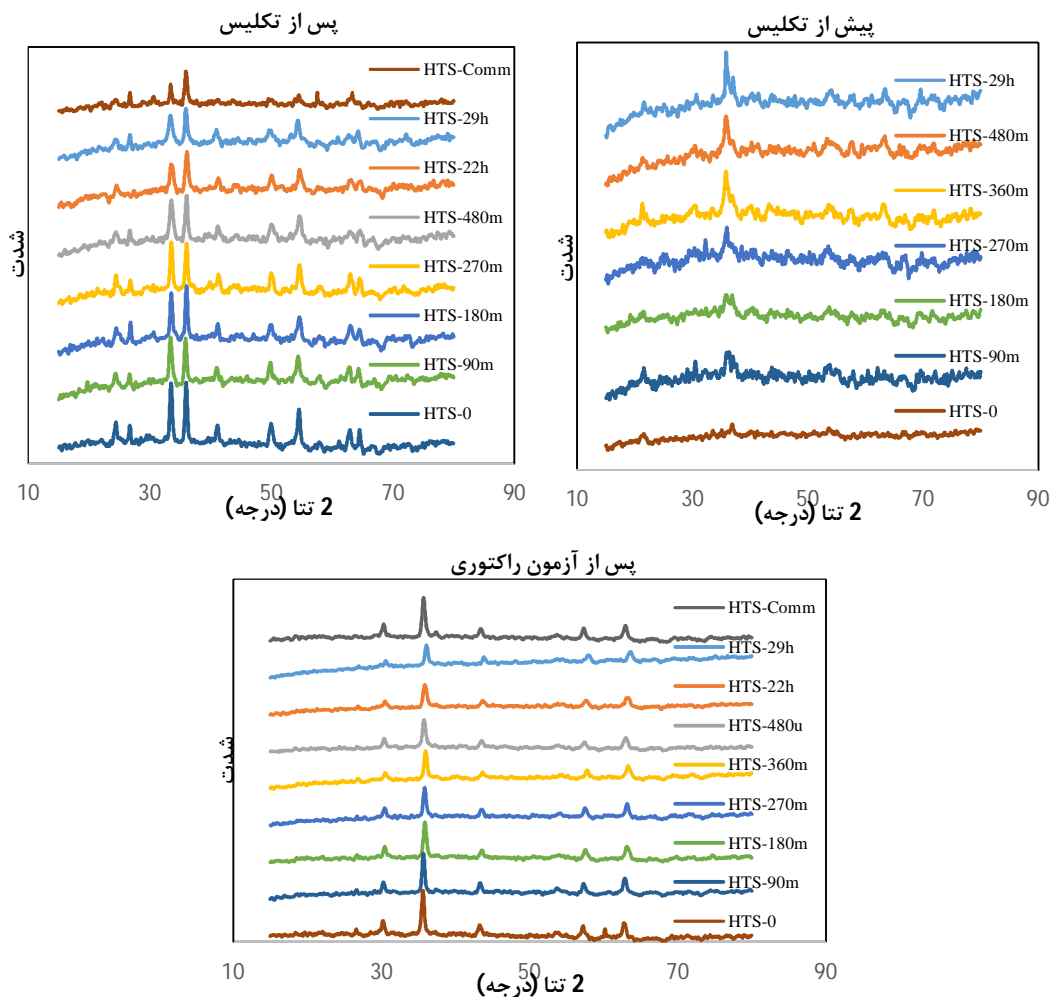 پس از تکلیس
HTS-Comm
HTS-29h
HTS-22h
HTS-480m
HTS-270m
HTS-180m
HTS-90m
HTS-0
شدت
10 30 50 70 90
2 تتا (درجه)
پیش از تکلیس
HTS-29h
HTS-480m
HTS-360m
HTS-270m
HTS-180m
HTS-90m
HTS-0
شدت
10 30 50 70 90
2 تتا (درجه)
پس از آزمون راکتوری
HTS-Comm
HTS-29h
HTS-22h
HTS-480u
HTS-360m
HTS-270m
HTS-180m
HTS-90m
HTS-0
شدت
10 30 50 70 90
2 تتا (درجه)